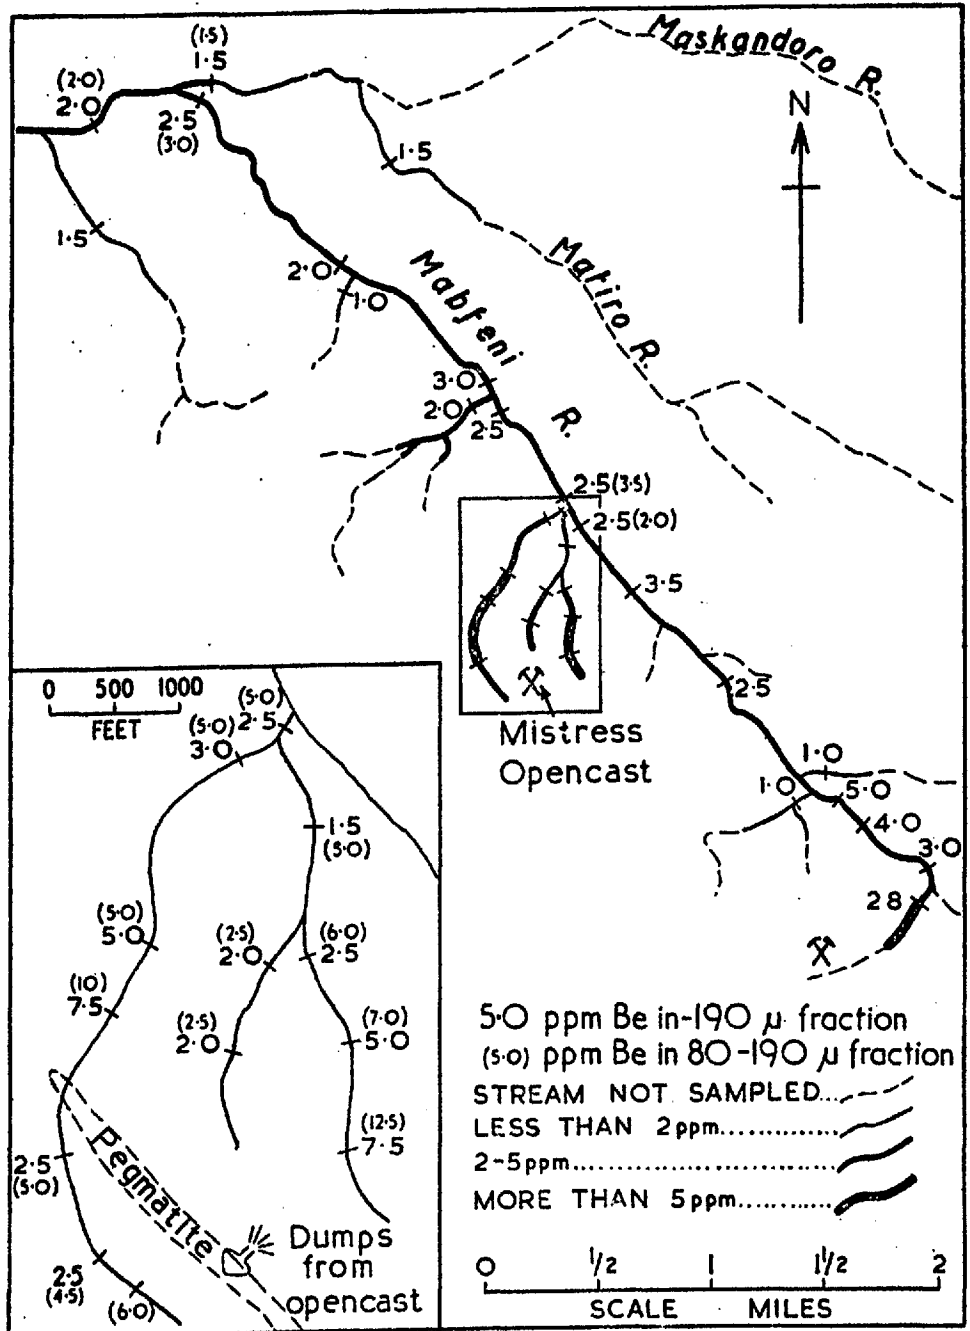 Maskandoro R.
(1.5)
1.5
(2.0)
2.0
2.5
(3.0)
N
1.5
1.5
Matiro R.
Mabfeni R.
2.0
1.0
3.0
2.0
2.5
2.5(3.5)
2.5(2.0)
3.5
2.5
Mistress
Opencast
1.0
1.0
5.0
4.0
3.0
28
0 500 1000
FEET
(5.0)
2.5
(5.0)
3.0
1.5
(5.0)
(5.0)
5.0
(2.5)
2.0
(6.0)
2.5
(10)
7.5
(2.5)
2.0
(7.0)
5.0
(12.5)
7.5
Pegmatite
2.5
(5.0)
Dumps
from
opencast
2.5
(4.5)
(6.0)
5.0 ppm Be in -190 μ fraction
(5.0) ppm Be in 80-190 μ fraction
STREAM NOT SAMPLED...
LESS THAN 2ppm..............
2-5ppm..............................
MORE THAN 5ppm...........
0 1/2 1 1 1/2 2
SCALE MILES